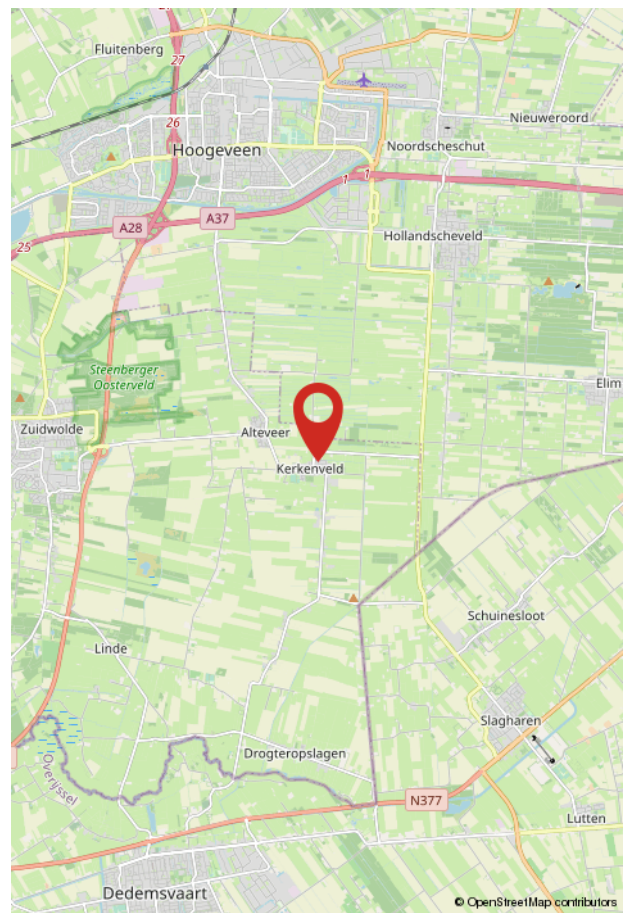 Fluitenberg
27
Nieuweroord
26
Noordscheschut
Hoogeveen
1
1
A28
A37
Hollandscheveld
25
Steenberger
Oosterveld
Elim
Zuidwolde
Alteveer
Kerkenveld
Schuinesloot
Linde
Slagharen
Drogteropslagen
Overijssel
N377
Lutten
Dedemsvaart
© OpenStreetMap contributors